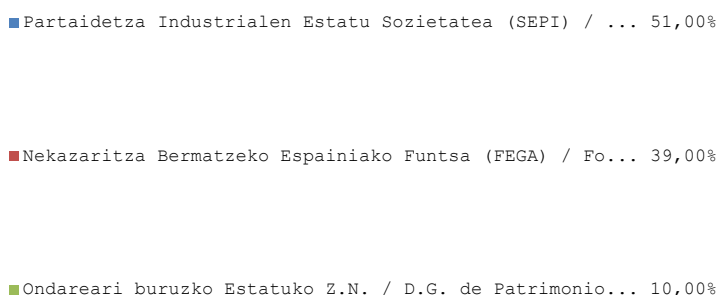 Partaidetza Industrialen Estatu Sozietatea (SEPI) / ... 51,00%
Nekazaritza Bermatzeko Espainiako Funtsa (FEGA) / Fo... 39,00%
Ondareari buruzko Estatuko Z.N. / D.G. de Patrimonio... 10,00%